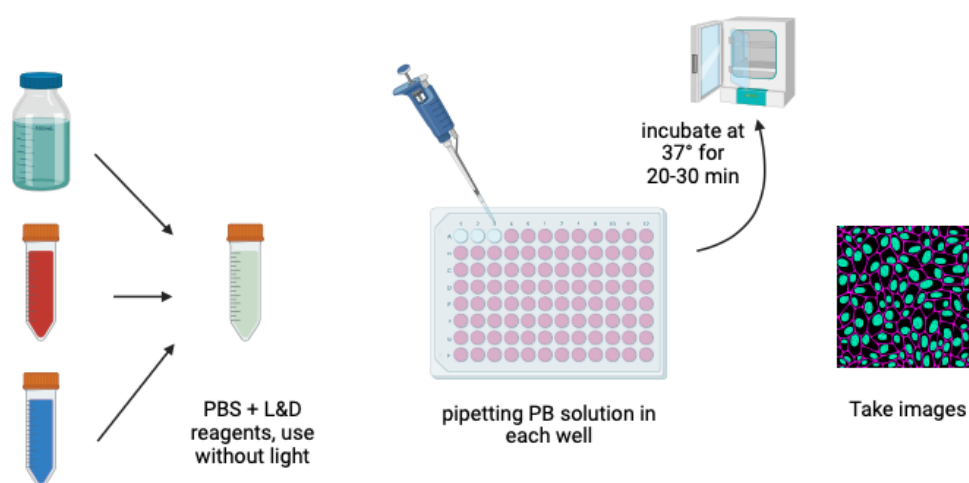 incubate at
37° for
20-30 min
PBS + L&D
reagents, use
without light
pipetting PB solution in
each well
Take images